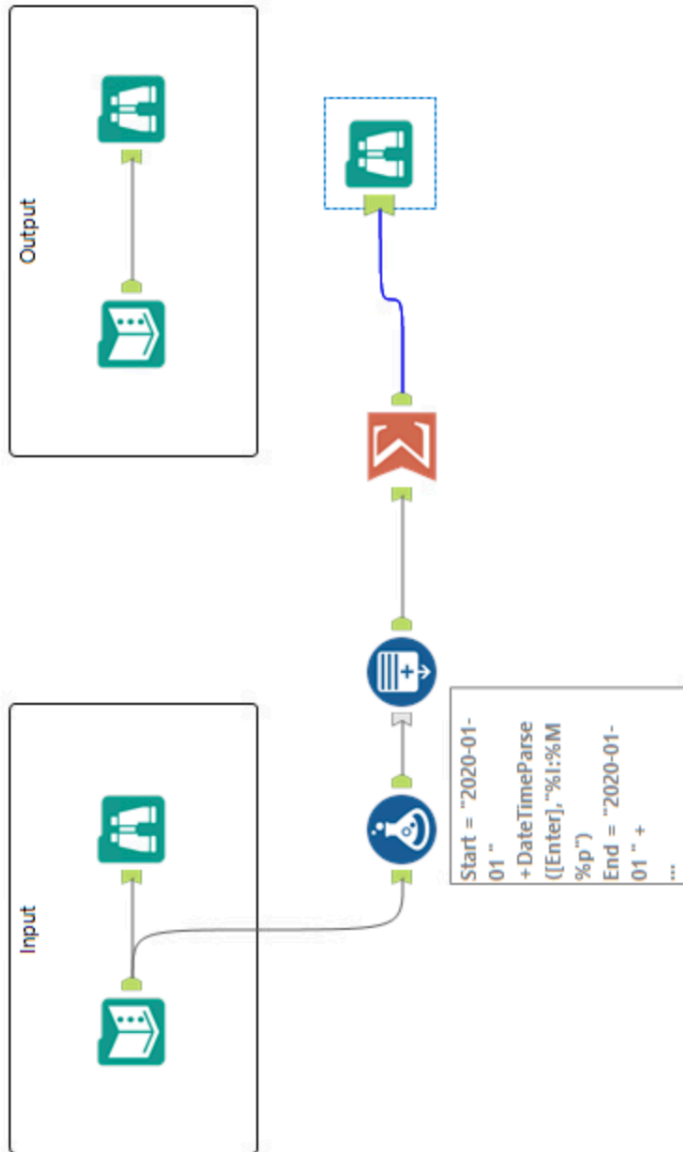 Output
Input
Start = "2020-01-
01 "
+DateTimeParse
([Enter],"%I:%M
%p")
End = "2020-01-
01 " +
...